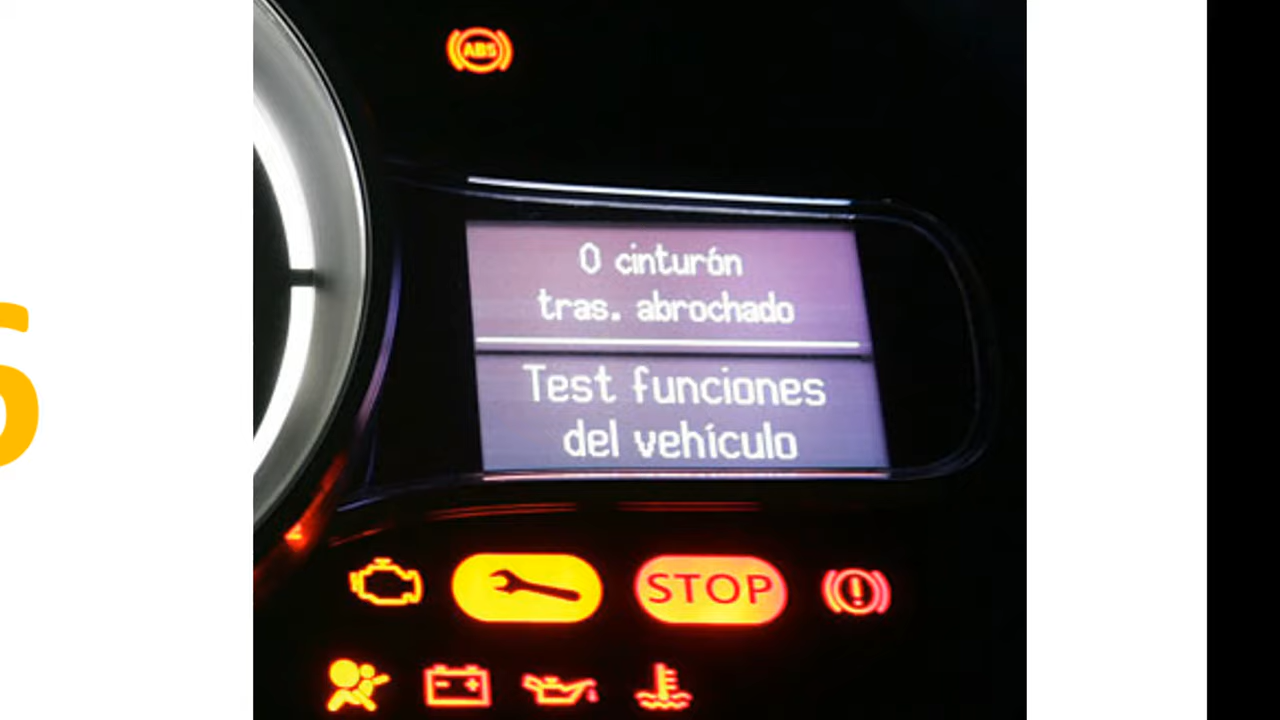 ABS
0 cinturón
tras. abrochado
Test funciones
del vehículo
STOP